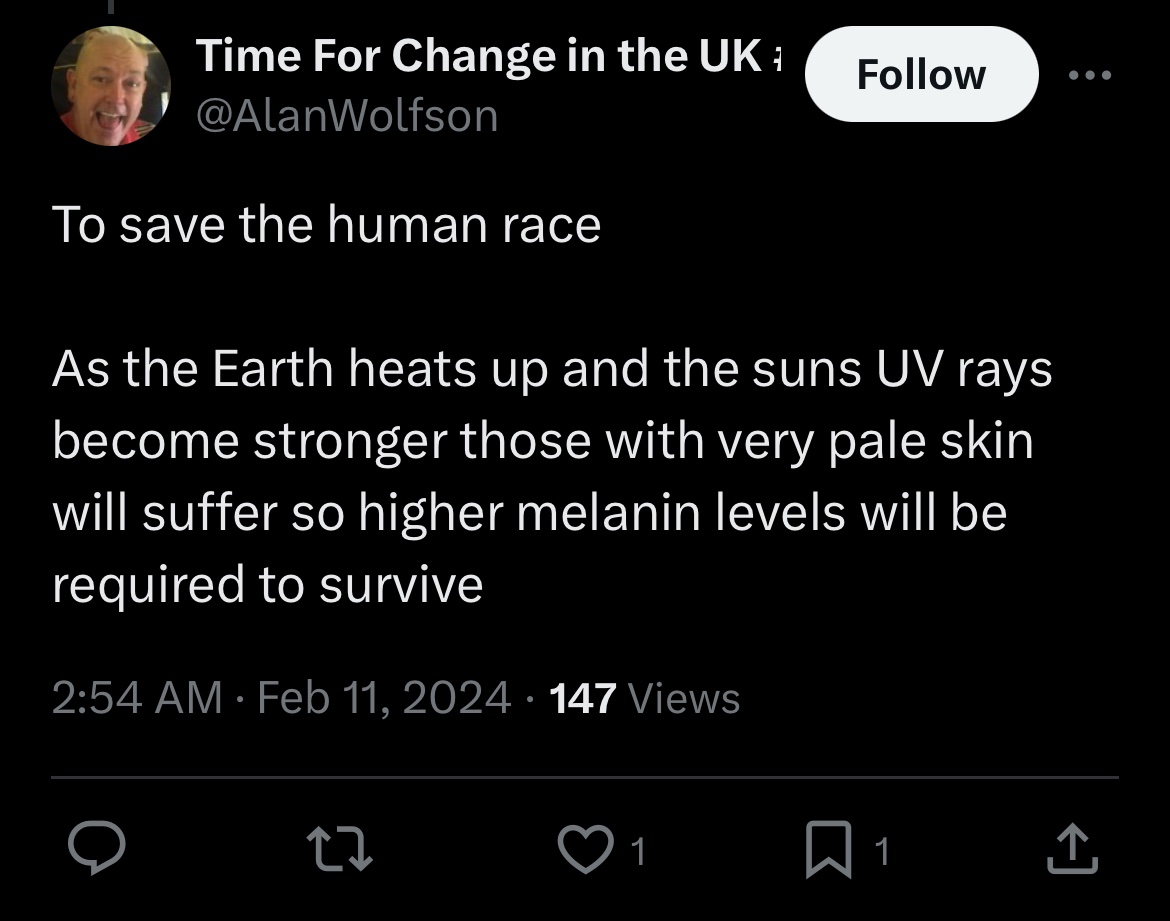 Time For Change in the UK
Follow
@AlanWolfson
To save the human race
As the Earth heats up and the suns UV rays
become stronger those with very pale skin
will suffer so higher melanin levels will be
required to survive
2:54 AM · Feb 11, 2024 · 147 Views
1
1